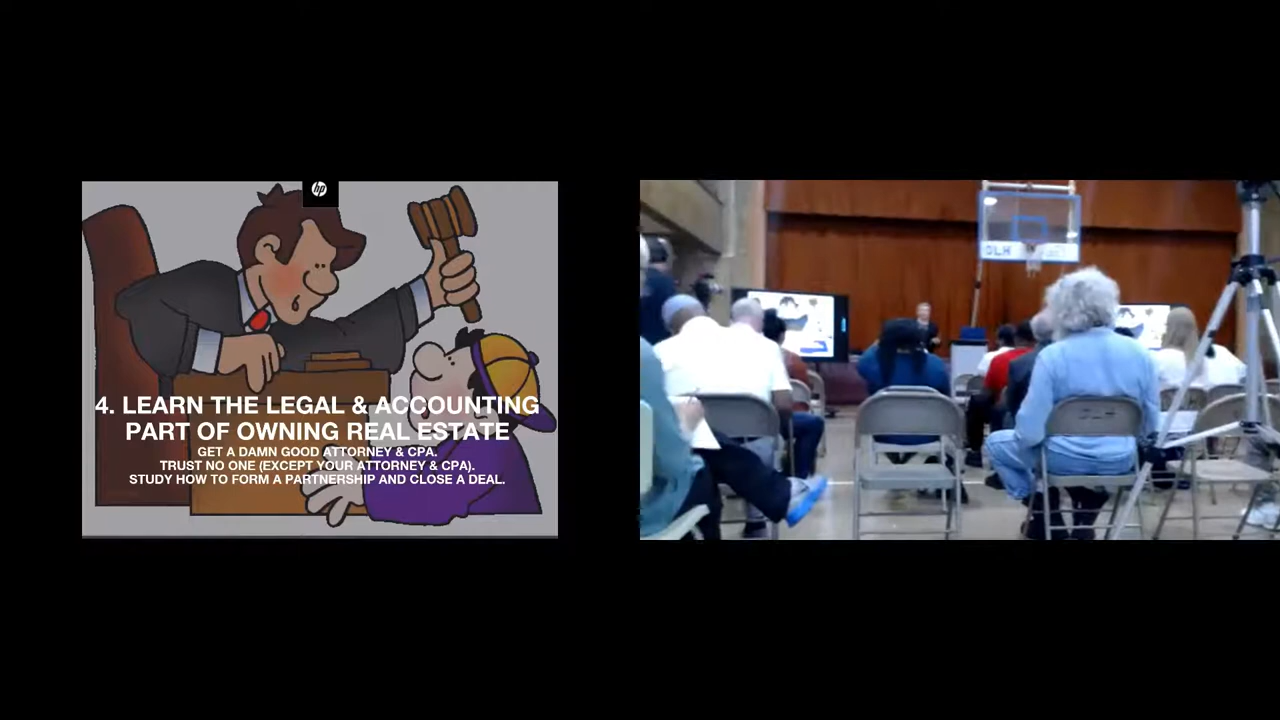 hp
4. LEARN THE LEGAL & ACCOUNTING
PART OF OWNING REAL ESTATE
GET A DAMN GOOD ATTORNEY & CPA.
TRUST NO ONE (EXCEPT YOUR ATTORNEY & CPA).
STUDY HOW TO FORM A PARTNERSHIP AND CLOSE A DEAL.